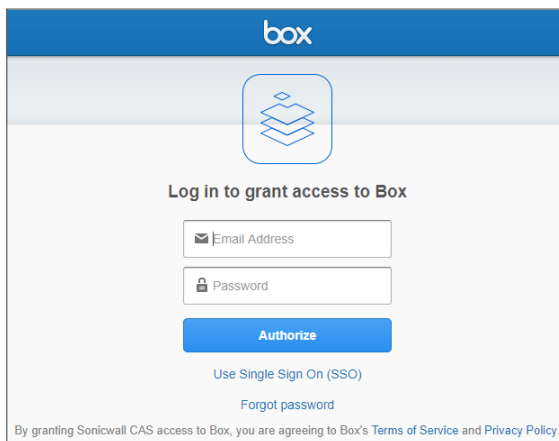 box
Log in to grant access to Box
Email Address
Password
Authorize
Use Single Sign On (SSO)
Forgot password
By granting Sonicwall CAS access to Box, you are agreeing to Box's Terms of Service and Privacy Policy.